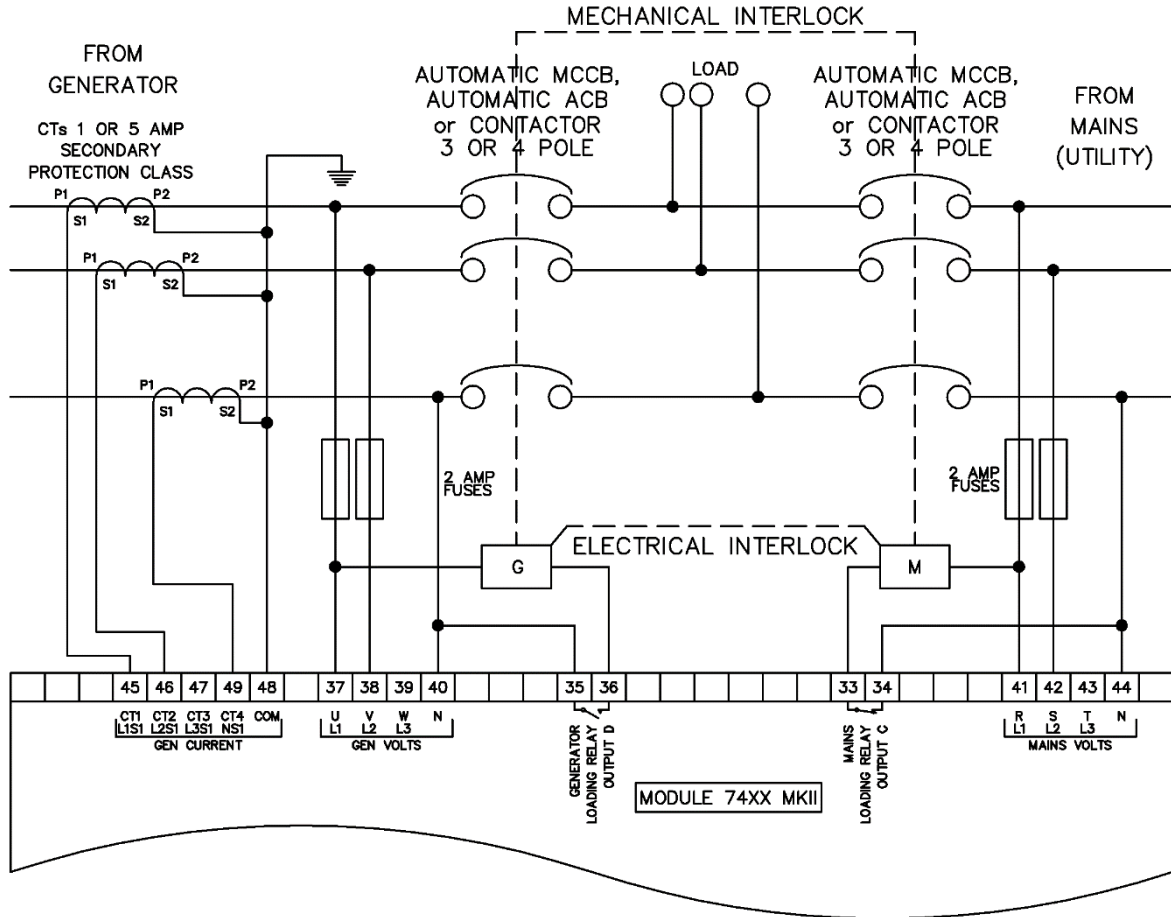 MECHANICAL INTERLOCK
FROM
GENERATOR
CTs 1 OR 5 AMP
SECONDARY
PROTECTION CLASS
AUTOMATIC MCCB,
AUTOMATIC ACB
or CONTACTOR
3 OR 4 POLE
LOAD
AUTOMATIC MCCB,
AUTOMATIC ACB
or CONTACTOR
3 OR 4 POLE
FROM
MAINS
(UTILITY)
P1 P2
S1 S2
P1 P2
S1 S2
P1 P2
S1 S2
2 AMP
FUSES
2 AMP
FUSES
ELECTRICAL INTERLOCK
G
M
45 46 47 49 48 37 38 39 40 35 36 33 34 41 42 43 44
CT1 CT2 CT3 CT4 COM
L1S1 L2S1 L3S1 NS1
GEN CURRENT
U V W N
L1 L2 L3
GEN VOLTS
GENERATOR
LOADING RELAY
OUTPUT D
MODULE 74XX MKII
MAINS
LOADING RELAY
OUTPUT C
R S T N
L1 L2 L3
MAINS VOLTS